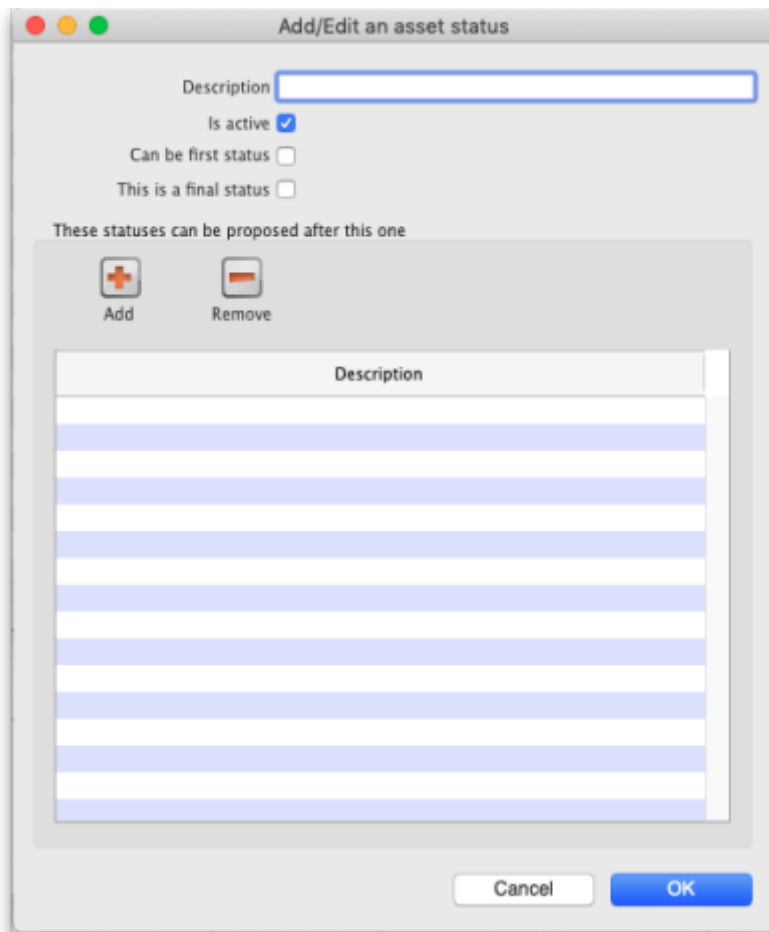 Add/Edit an asset status
Description
Is active
Can be first status
This is a final status
These statuses can be proposed after this one
Add Remove
Description
Cancel OK